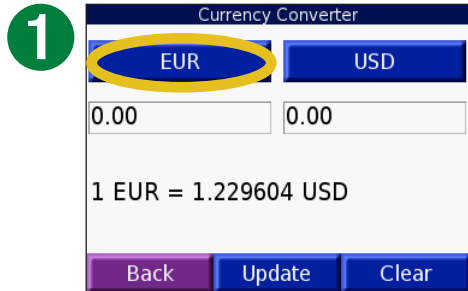 1
Currency Converter
EUR USD
0.00 0.00
1 EUR = 1.229604 USD
Back Update Clear